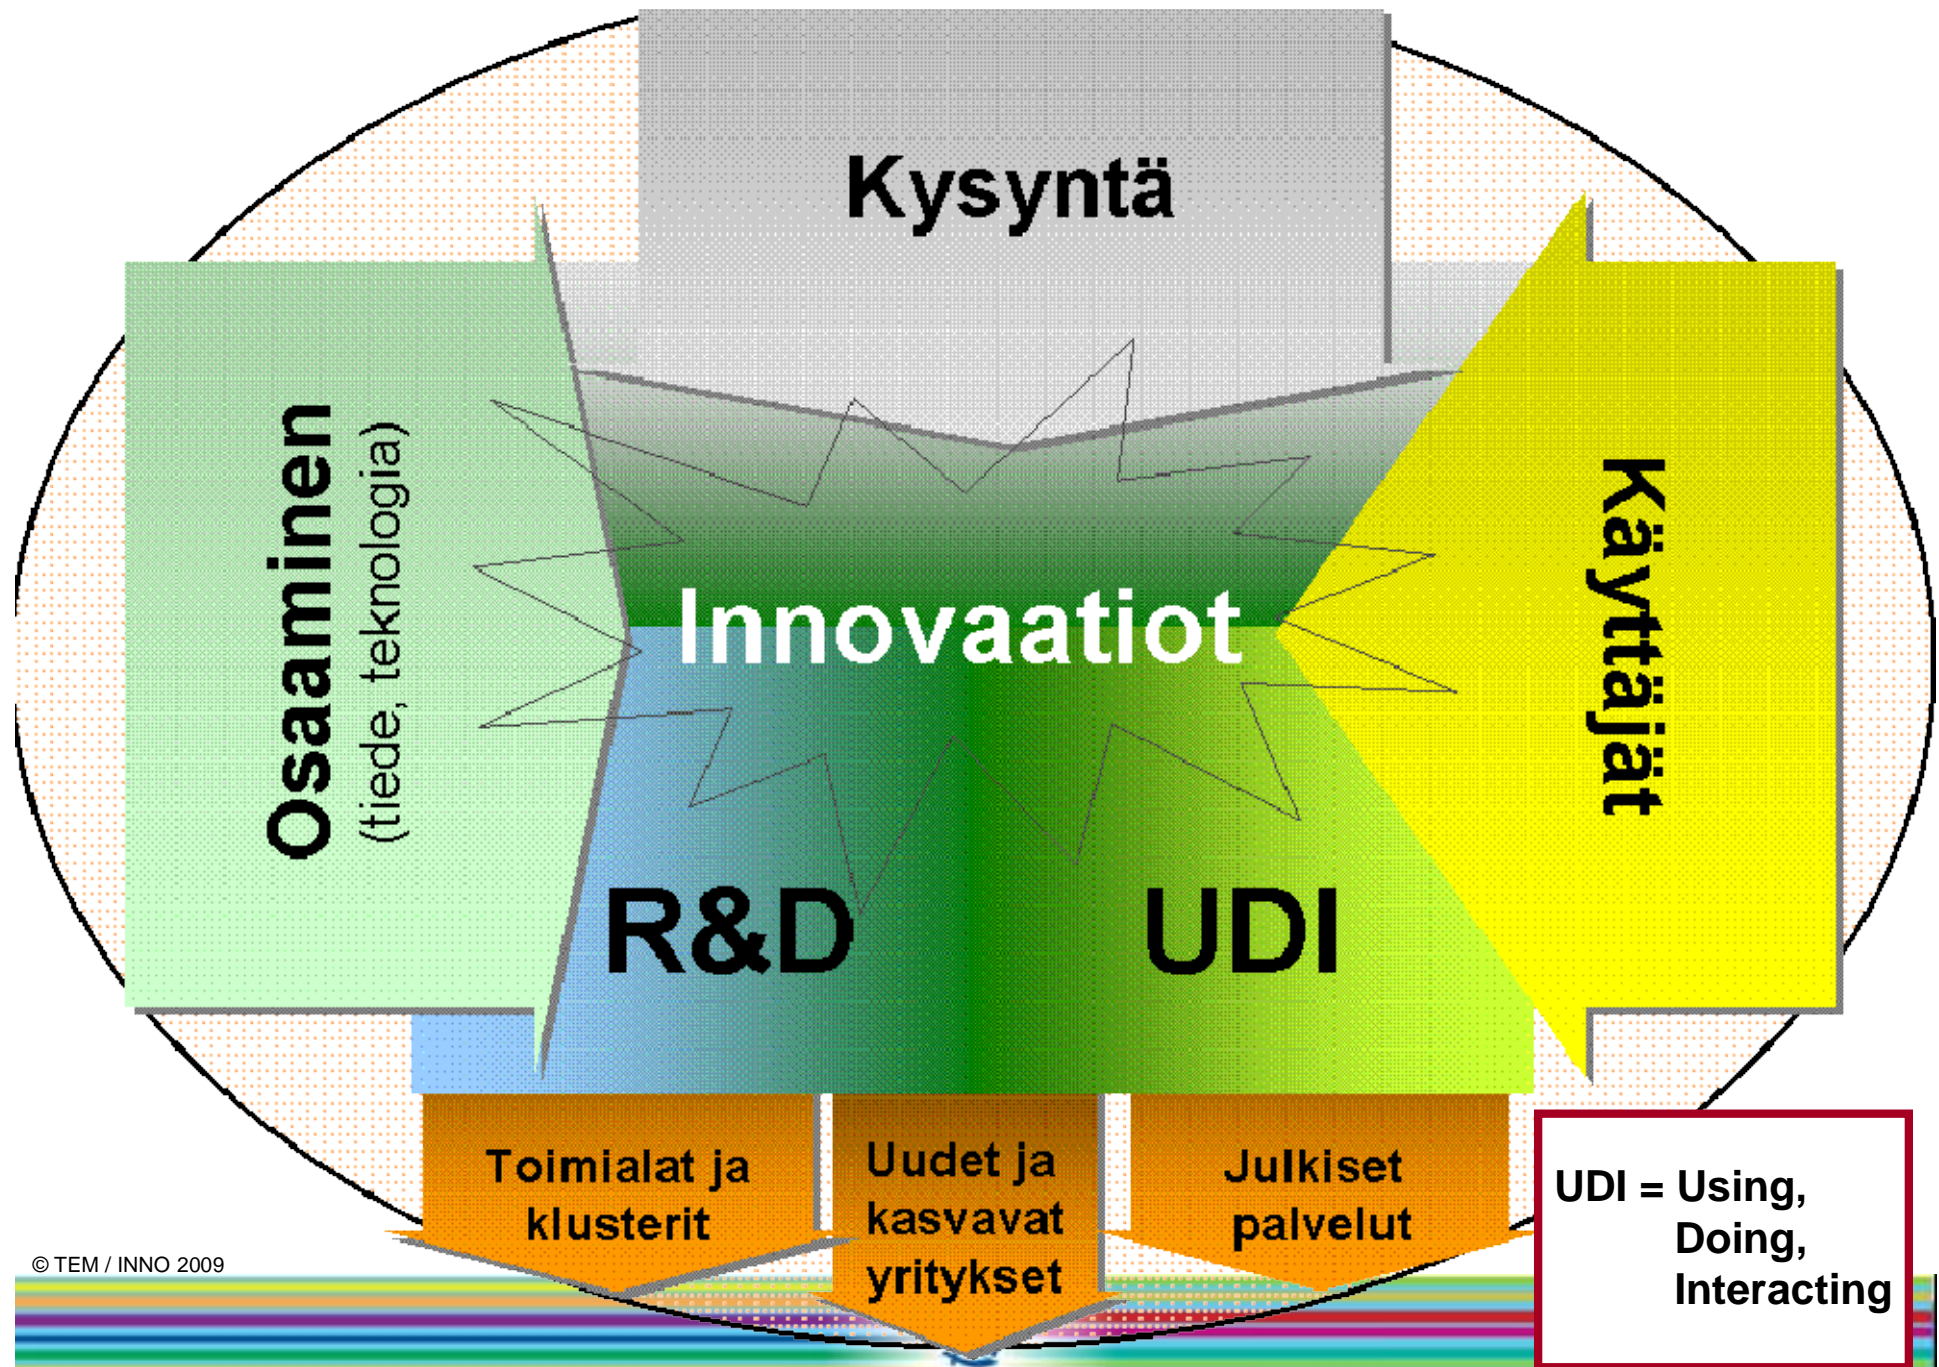 Kysyntä
Osaaminen
(tiede, teknologia)
Käyttäjät
Innovaatiot
R&D
UDI
Toimialat ja
klusterit
Uudet ja
kasvavat
yritykset
Julkiset
palvelut
UDI = Using,
Doing,
Interacting
© TEM / INNO 2009